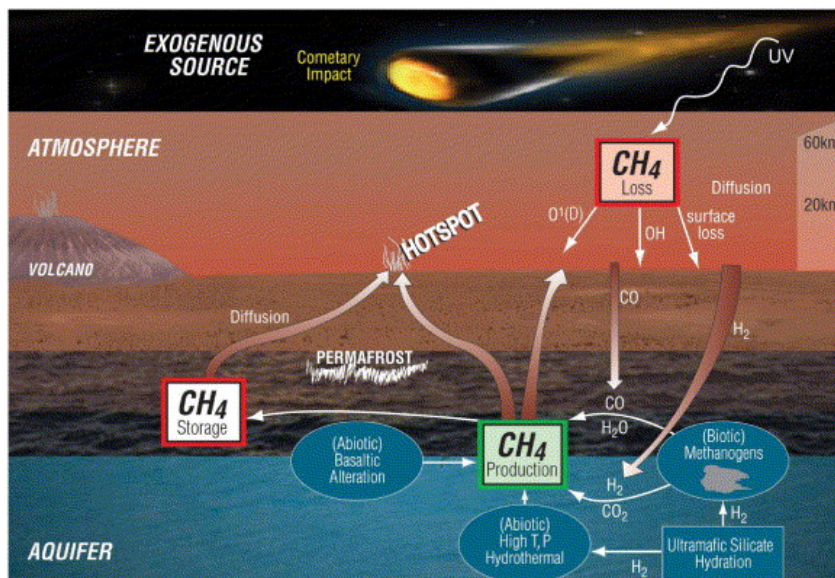 EXOGENOUS
SOURCE
Cometary
Impact
UV
ATMOSPHERE
60km
CH₄
Loss
Diffusion
20km
O¹(D)
OH
surface
loss
HOTSPOT
VOLCANO
CO
Diffusion
H₂
PERMAFROST
CH₄
Storage
CO
H₂O
(Abiotic)
Basaltic
Alteration
CH₄
Production
(Biotic)
Methanogens
H₂
CO₂
H₂
(Abiotic)
High T, P
Hydrothermal
Ultramafic Silicate
Hydration
H₂
AQUIFER